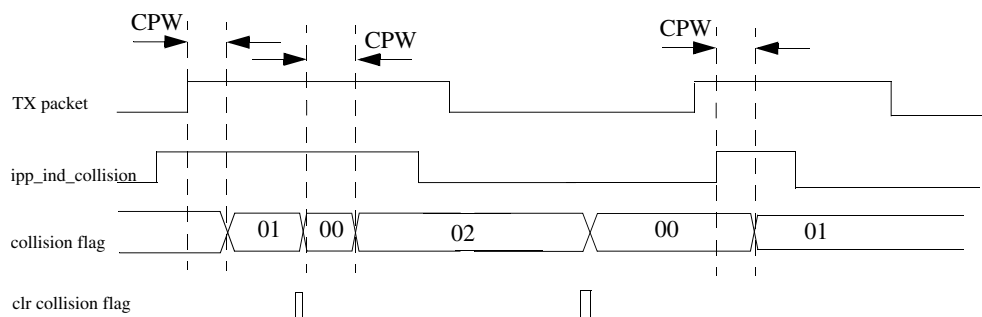 CPW
CPW
CPW
TX packet
ipp_ind_collision
collision flag 01 00 02 00 01
clr collision flag